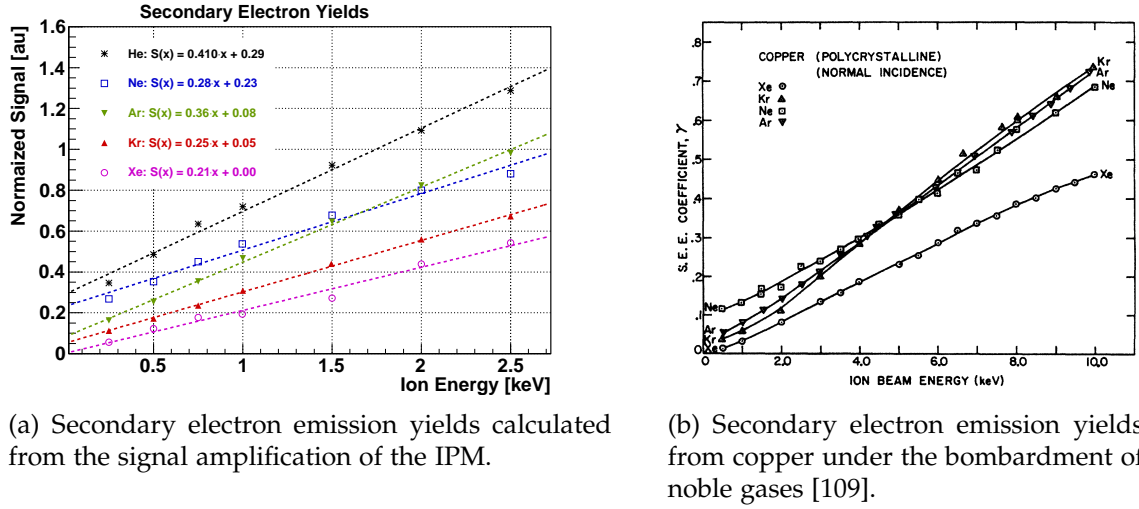 Secondary Electron Yields
Normaized Signal [au]
1.6
1.4
1.2
1
0.8
0.6
0.4
0.2
0
He: S(x) = 0.410·x + 0.29
Ne: S(x) = 0.28·x + 0.23
Ar: S(x) = 0.36·x + 0.08
Kr: S(x) = 0.25·x + 0.05
Xe: S(x) = 0.21·x + 0.00
0.5
1
1.5
2
2.5
Ion Energy [keV]
(a) Secondary electron emission yields calculated
from the signal amplification of the IPM.
COPPER (POLYCRYSTALLINE)
(NORMAL INCIDENCE)
Xe
Kr
Ne
Ar
S.E.E. COEFFICIENT, γ
.8
.7
.6
.5
.4
.3
.2
.1
Kr
Ar
Ne
Xe
Ne
Ar
Kr
Xe
0
2.0
4.0
6.0
8.0
10.0
ION BEAM ENERGY (keV)
(b) Secondary electron emission yields
from copper under the bombardment of
noble gases [109].